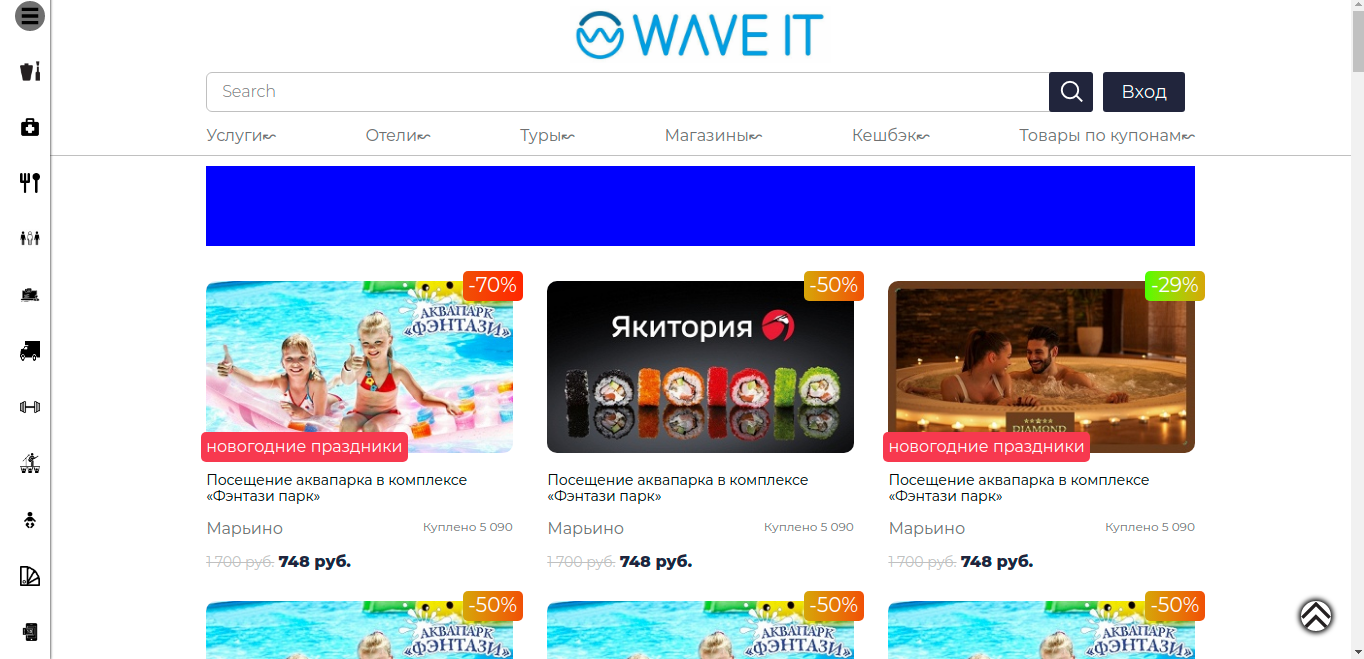 WAVE IT
Search
Вход
Услуги
Отели
Туры
Магазины
Кешбэк
Товары по купонам
-70%
АКВАПАРК
«ФЭНТАЗИ»
новогодние праздники
Посещение аквапарка в комплексе
«Фэнтази парк»
Марьино
Куплено 5 090
1 700 руб. 748 руб.
-50%
Якитория
Посещение аквапарка в комплексе
«Фэнтази парк»
Марьино
Куплено 5 090
1 700 руб. 748 руб.
-29%
DIAMOND
новогодние праздники
Посещение аквапарка в комплексе
«Фэнтази парк»
Марьино
Куплено 5 090
1 700 руб. 748 руб.
-50%
АКВАПАРК
«ФЭНТАЗИ»
-50%
АКВАПАРК
«ФЭНТАЗИ»
-50%
АКВАПАРК
«ФЭНТАЗИ»